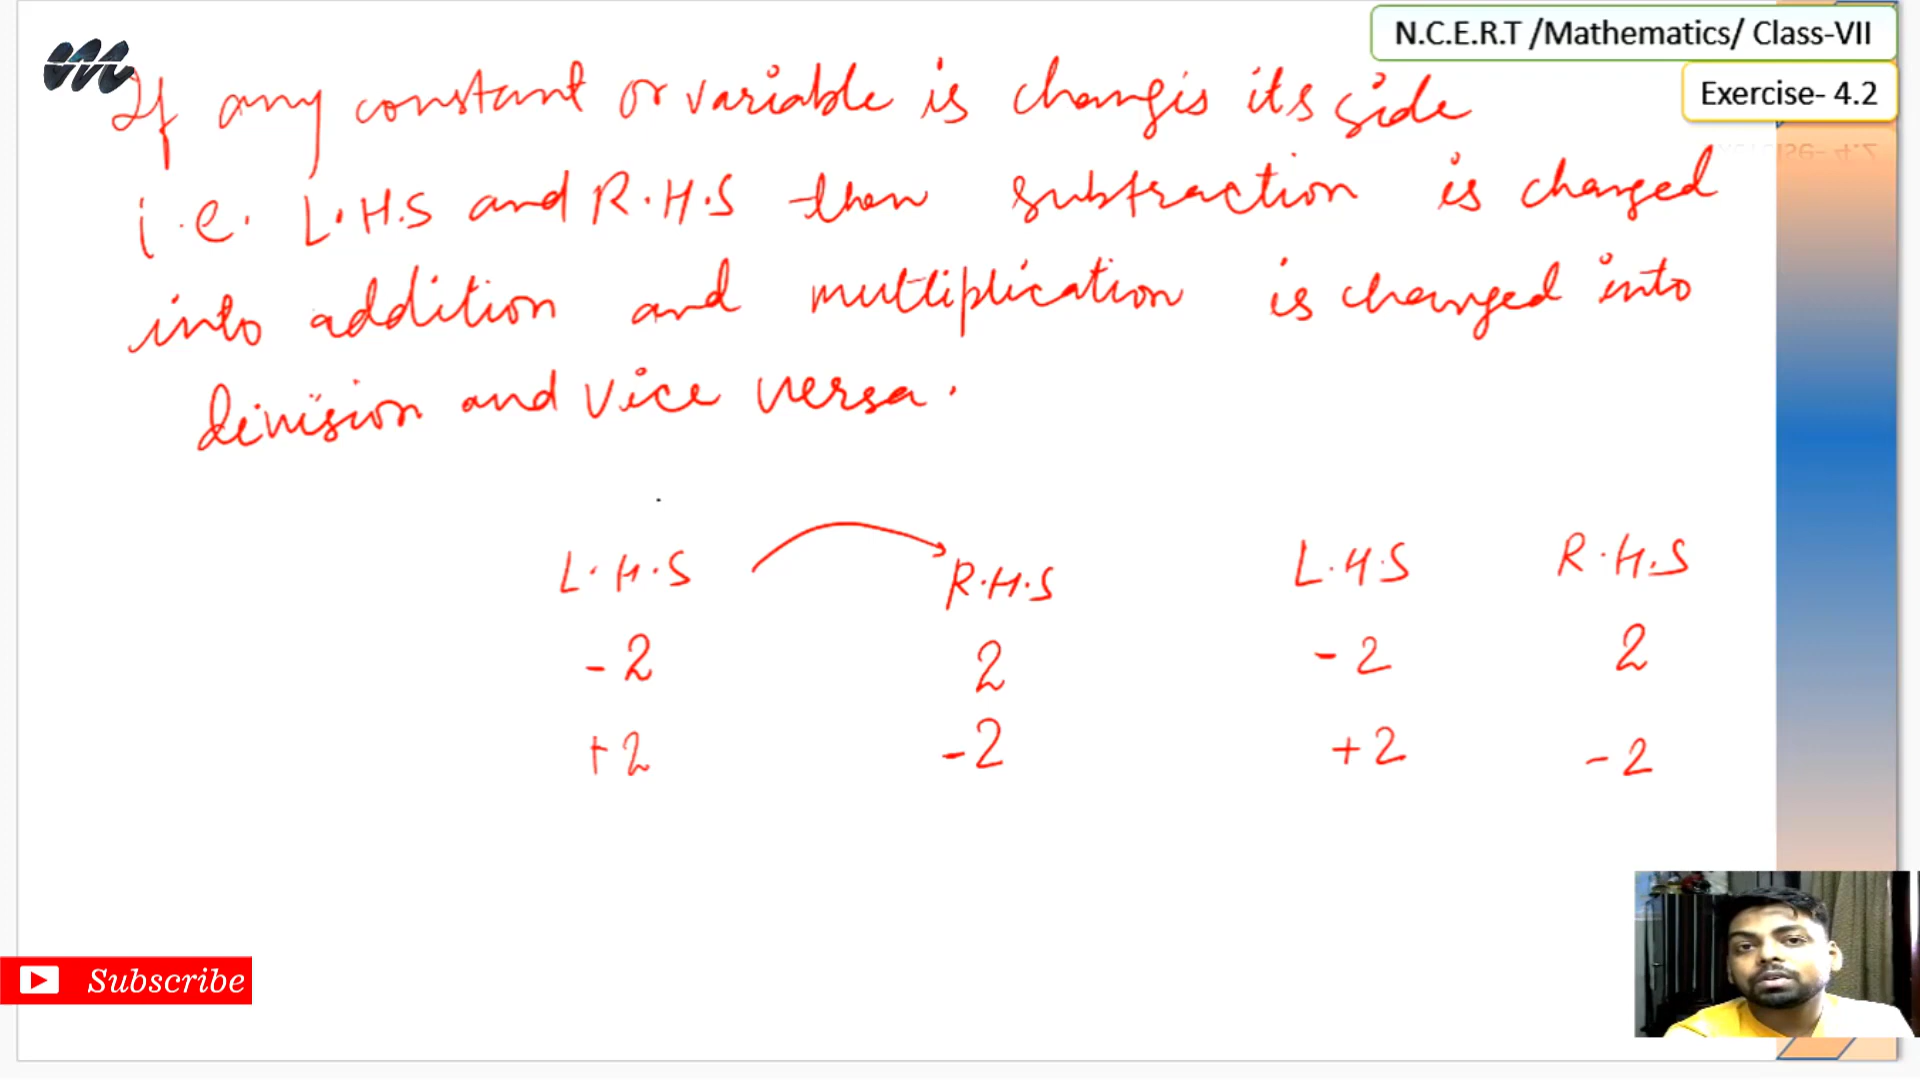 N.C.E.R.T /Mathematics/ Class-VII
Exercise- 4.2
If any constant or variable is changis its side
i.e. L.H.S and R.H.S then subtraction is changed
into addition and multiplication is changed into
division and vice versa.
L.H.S R.H.S L.H.S R.H.S
-2 2 -2 2
+2 -2 +2 -2
Subscribe